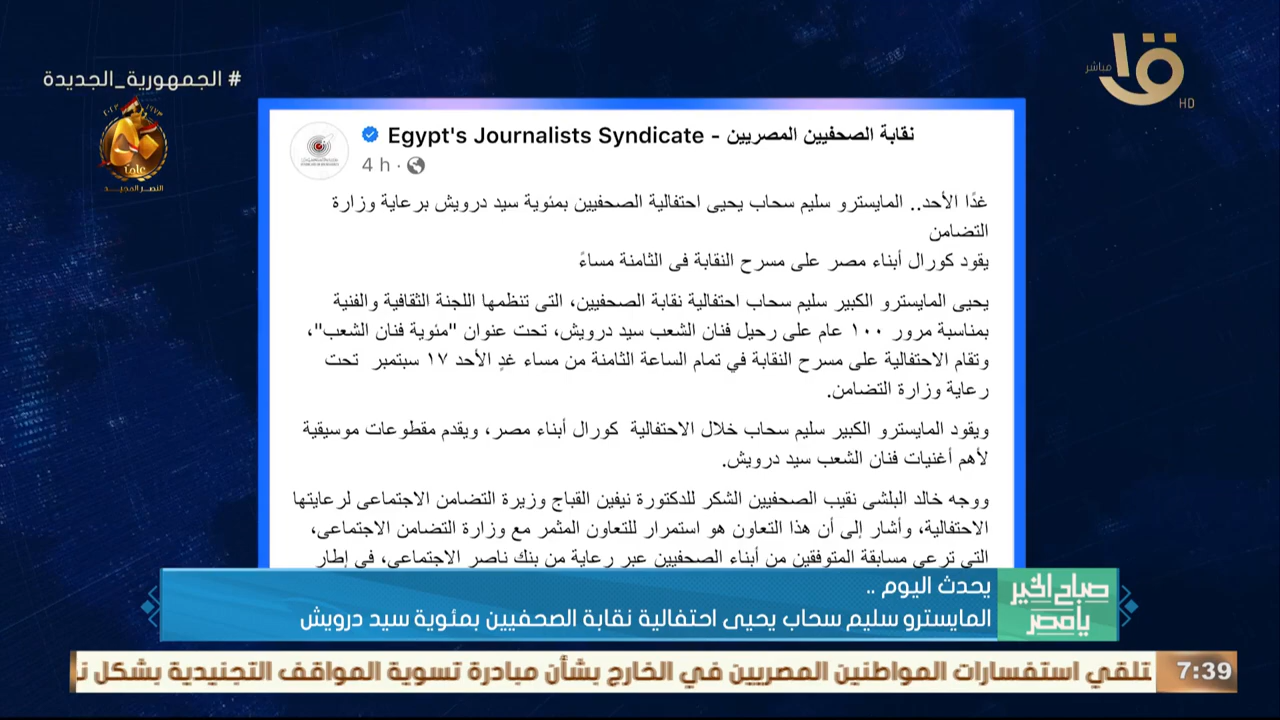 #الجمهورية_الجديدة
مباشر
HD
عاماً
النصر المجيد
نقابة الصحفيين المصريين - Egypt's Journalists Syndicate
4 h
غدًا الأحد.. المايسترو سليم سحاب يحيى احتفالية الصحفيين بمئوية سيد درويش برعاية وزارة
التضامن
يقود كورال أبناء مصر على مسرح النقابة فى الثامنة مساءً
يحيى المايسترو الكبير سليم سحاب احتفالية نقابة الصحفيين، التى تنظمها اللجنة الثقافية والفنية
بمناسبة مرور ١٠٠ عام على رحيل فنان الشعب سيد درويش، تحت عنوان "مئوية فنان الشعب"،
وتقام الاحتفالية على مسرح النقابة في تمام الساعة الثامنة من مساء غدٍ الأحد ١٧ سبتمبر تحت
رعاية وزارة التضامن.
ويقود المايسترو الكبير سليم سحاب خلال الاحتفالية كورال أبناء مصر، ويقدم مقطوعات موسيقية
لأهم أغنيات فنان الشعب سيد درويش.
ووجه خالد البلشى نقيب الصحفيين الشكر للدكتورة نيفين القباج وزيرة التضامن الاجتماعى لرعايتها
الاحتفالية، وأشار إلى أن هذا التعاون هو استمرار للتعاون المثمر مع وزارة التضامن الاجتماعى،
التي ترعى مسابقة المتوفقين من أبناء الصحفيين عبر رعاية من بنك ناصر الاجتماعى، في إطار
صباح الخير
يا مصر
يحدث اليوم ..
المايسترو سليم سحاب يحيى احتفالية نقابة الصحفيين بمئوية سيد درويش
7:39
تلقي استفسارات المواطنين المصريين في الخارج بشأن مبادرة تسوية المواقف التجنيدية بشكل